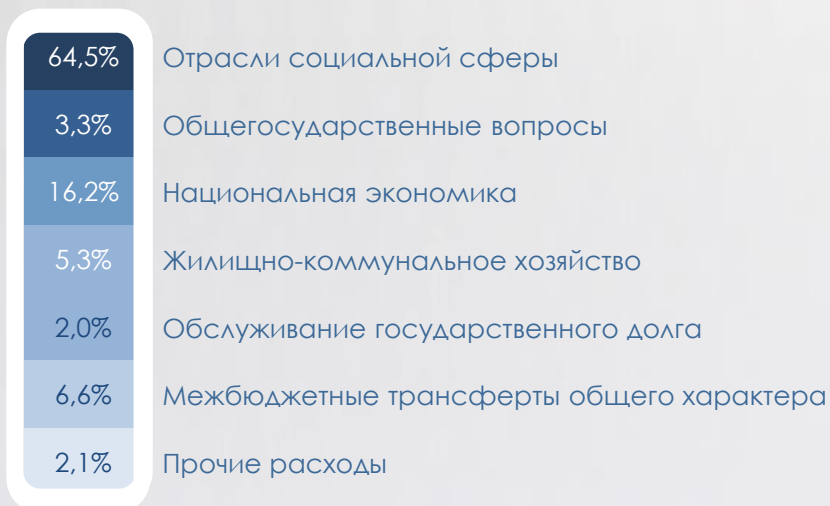 64,5% Отрасли социальной сферы
3,3% Общегосударственные вопросы
16,2% Национальная экономика
5,3% Жилищно-коммунальное хозяйство
2,0% Обслуживание государственного долга
6,6% Межбюджетные трансферты общего характера
2,1% Прочие расходы